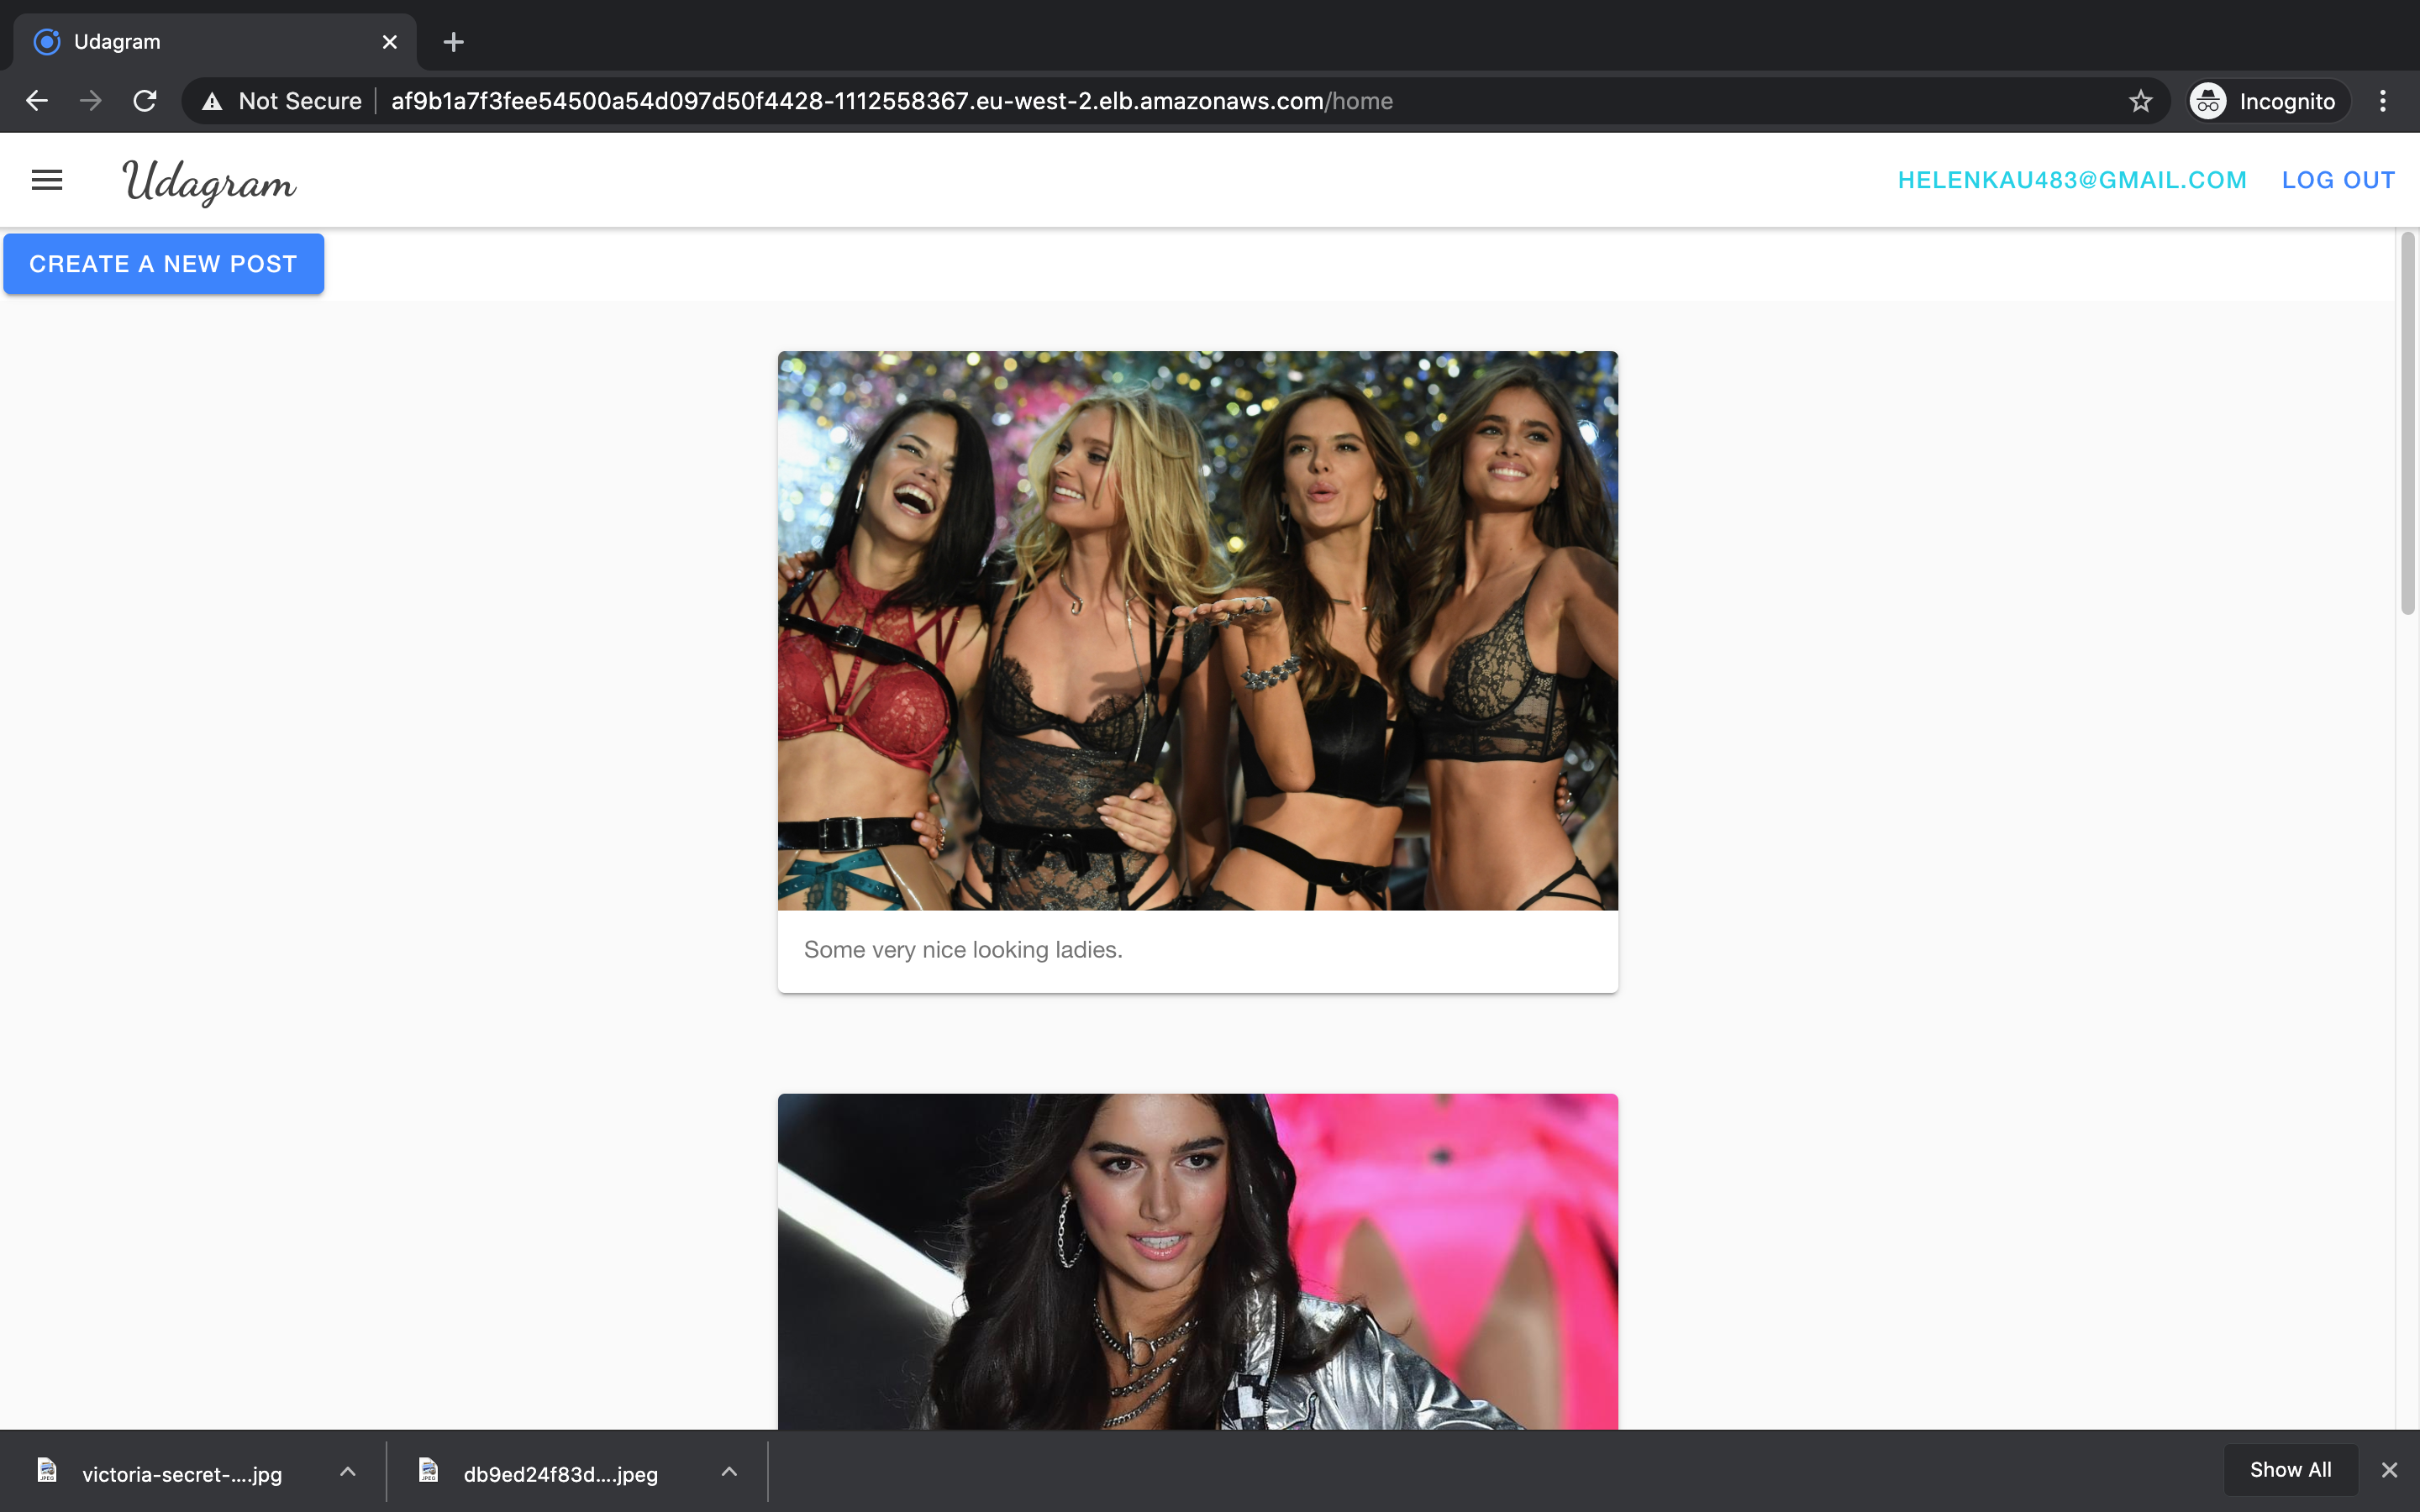 Udagram
Not Secure
af9b1a7f3fee54500a54d097d50f4428-1112558367.eu-west-2.elb.amazonaws.com/home
Incognito
Udagram
HELENKAU483@GMAIL.COM
LOG OUT
CREATE A NEW POST
Some very nice looking ladies.
victoria-secret-....jpg
db9ed24f83d....jpeg
Show All